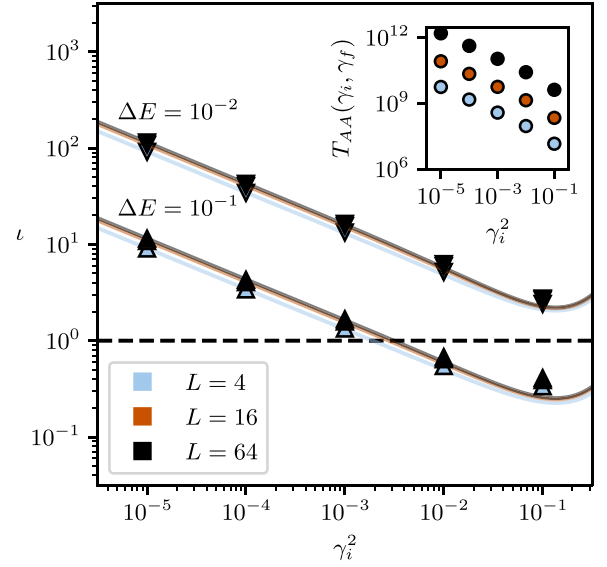 10^3
10^2
10^1
10^0
10^{-1}
ι
ΔE = 10^{-2}
ΔE = 10^{-1}
L = 4
L = 16
L = 64
10^{-5}
10^{-4}
10^{-3}
10^{-2}
10^{-1}
γ_i^2
T_{AA}(γ_i, γ_f)
10^{12}
10^9
10^6
10^{-5}
10^{-3}
10^{-1}
γ_i^2